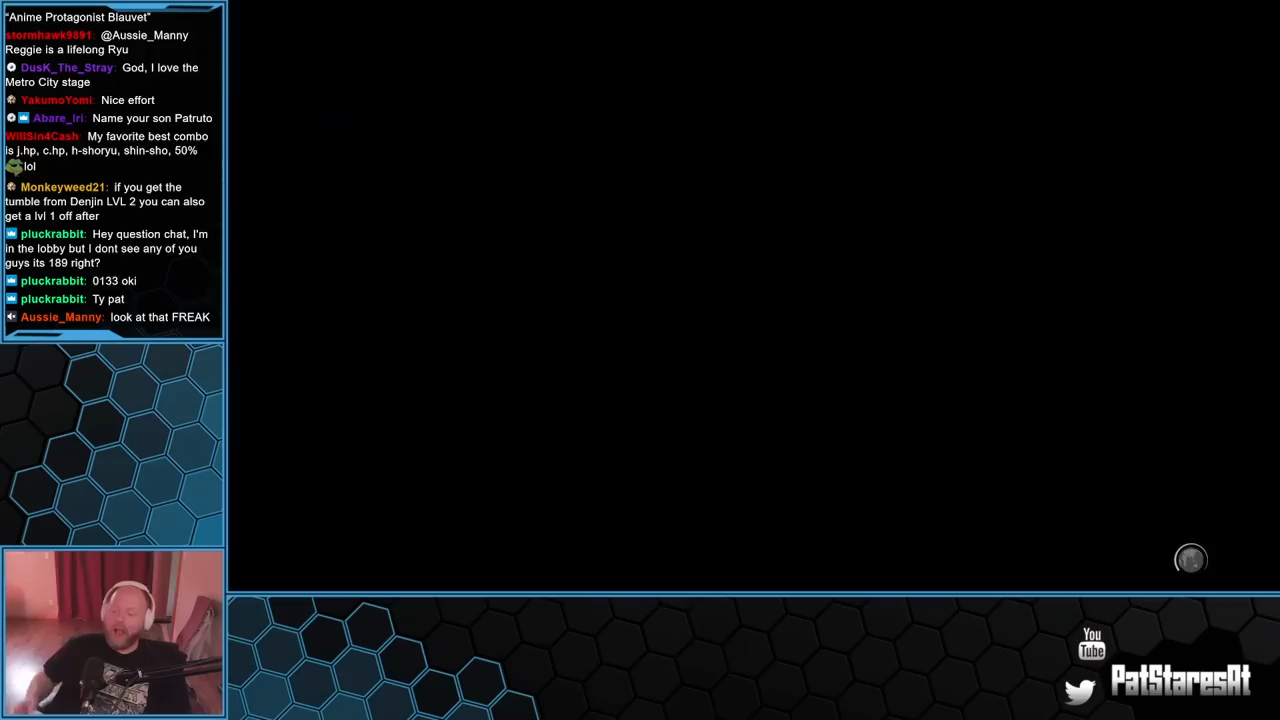 “Anime Protagonist Blauvet”
stormhawk9891: @Aussie_Manny
Reggie is a lifelong Ryu
DusK_The_Stray: God, I love the
Metro City stage
YakumoYomi: Nice effort
Abare_Iri: Name your son Patruto
WillSin4Cash: My favorite best combo
is j.hp, c.hp, h-shoryu, shin-sho, 50%
lol
Monkeyweed21: if you get the
tumble from Denjin LVL 2 you can also
get a lvl 1 off after
pluckrabbit: Hey question chat, I'm
in the lobby but I dont see any of you
guys its 189 right?
pluckrabbit: 0133 oki
pluckrabbit: Ty pat
Aussie_Manny: look at that FREAK
You
Tube
PatStaresAt